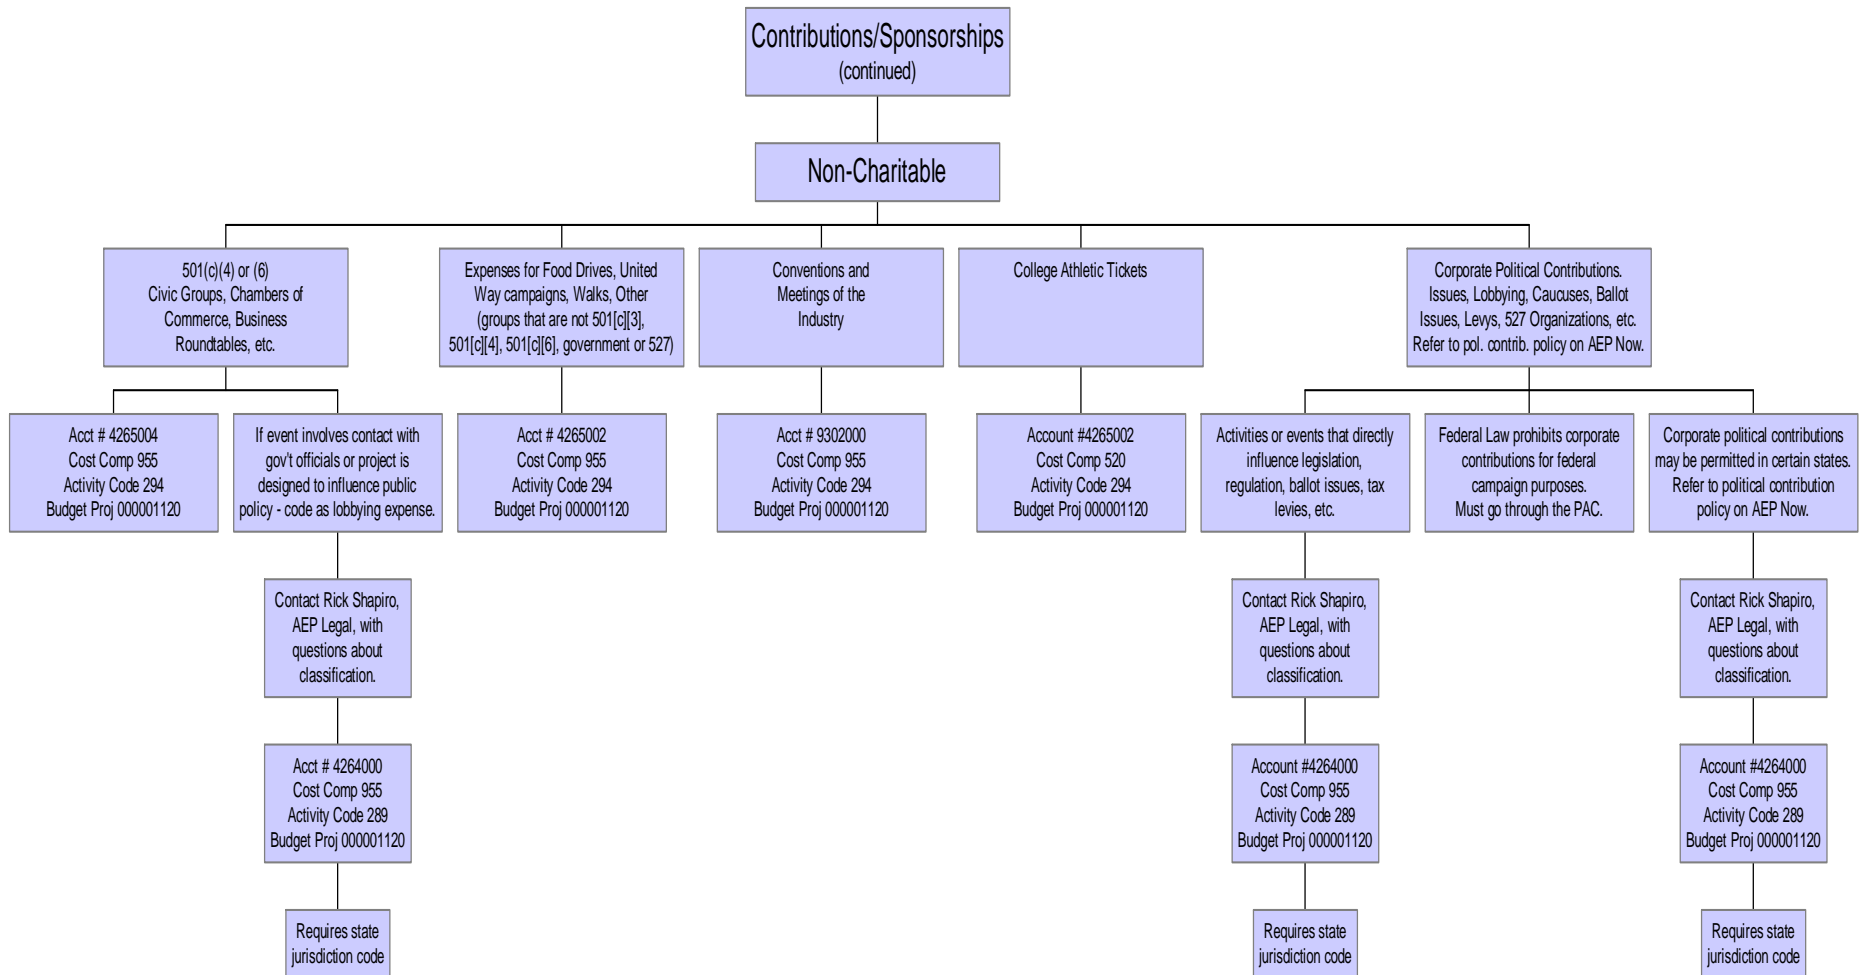 Contributions/Sponsorships
(continued)
Non-Charitable
501(c)(4) or (6)
Civic Groups, Chambers of
Commerce, Business
Roundtables, etc.
Expenses for Food Drives, United
Way campaigns, Walks, Other
(groups that are not 501[c][3],
501[c][4], 501[c][6], government or 527)
Conventions and
Meetings of the
Industry
College Athletic Tickets
Corporate Political Contributions.
Issues, Lobbying, Caucuses, Ballot
Issues, Levys, 527 Organizations, etc.
Refer to pol. contrib. policy on AEP Now.
Acct # 4265004
Cost Comp 955
Activity Code 294
Budget Proj 000001120
If event involves contact with
gov't officials or project is
designed to influence public
policy - code as lobbying expense.
Acct # 4265002
Cost Comp 955
Activity Code 294
Budget Proj 000001120
Acct # 9302000
Cost Comp 955
Activity Code 294
Budget Proj 000001120
Account #4265002
Cost Comp 520
Activity Code 294
Budget Proj 000001120
Activities or events that directly
influence legislation,
regulation, ballot issues, tax
levies, etc.
Federal Law prohibits corporate
contributions for federal
campaign purposes.
Must go through the PAC.
Corporate political contributions
may be permitted in certain states.
Refer to political contribution
policy on AEP Now.
Contact Rick Shapiro,
AEP Legal, with
questions about
classification.
Contact Rick Shapiro,
AEP Legal, with
questions about
classification.
Contact Rick Shapiro,
AEP Legal, with
questions about
classification.
Acct # 4264000
Cost Comp 955
Activity Code 289
Budget Proj 000001120
Account #4264000
Cost Comp 955
Activity Code 289
Budget Proj 000001120
Account #4264000
Cost Comp 955
Activity Code 289
Budget Proj 000001120
Requires state
jurisdiction code
Requires state
jurisdiction code
Requires state
jurisdiction code